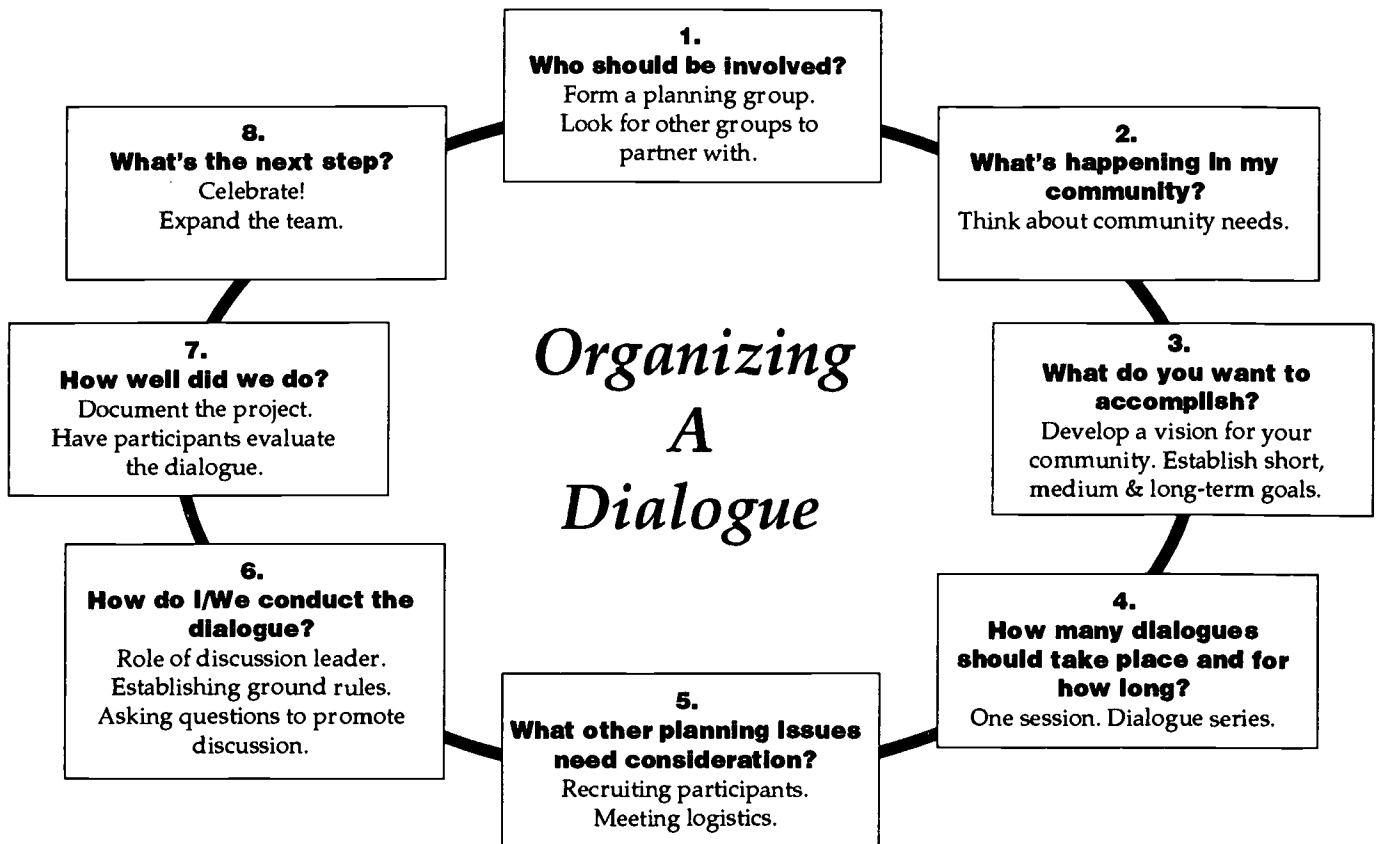 1.
Who should be involved?
Form a planning group.
Look for other groups to
partner with.
2.
What's happening in my
community?
Think about community needs.
3.
What do you want to
accomplish?
Develop a vision for your
community. Establish short,
medium & long-term goals.
4.
How many dialogues
should take place and for
how long?
One session. Dialogue series.
5.
What other planning issues
need consideration?
Recruiting participants.
Meeting logistics.
6.
How do I/We conduct the
dialogue?
Role of discussion leader.
Establishing ground rules.
Asking questions to promote
discussion.
7.
How well did we do?
Document the project.
Have participants evaluate
the dialogue.
8.
What's the next step?
Celebrate!
Expand the team.
Organizing
A
Dialogue